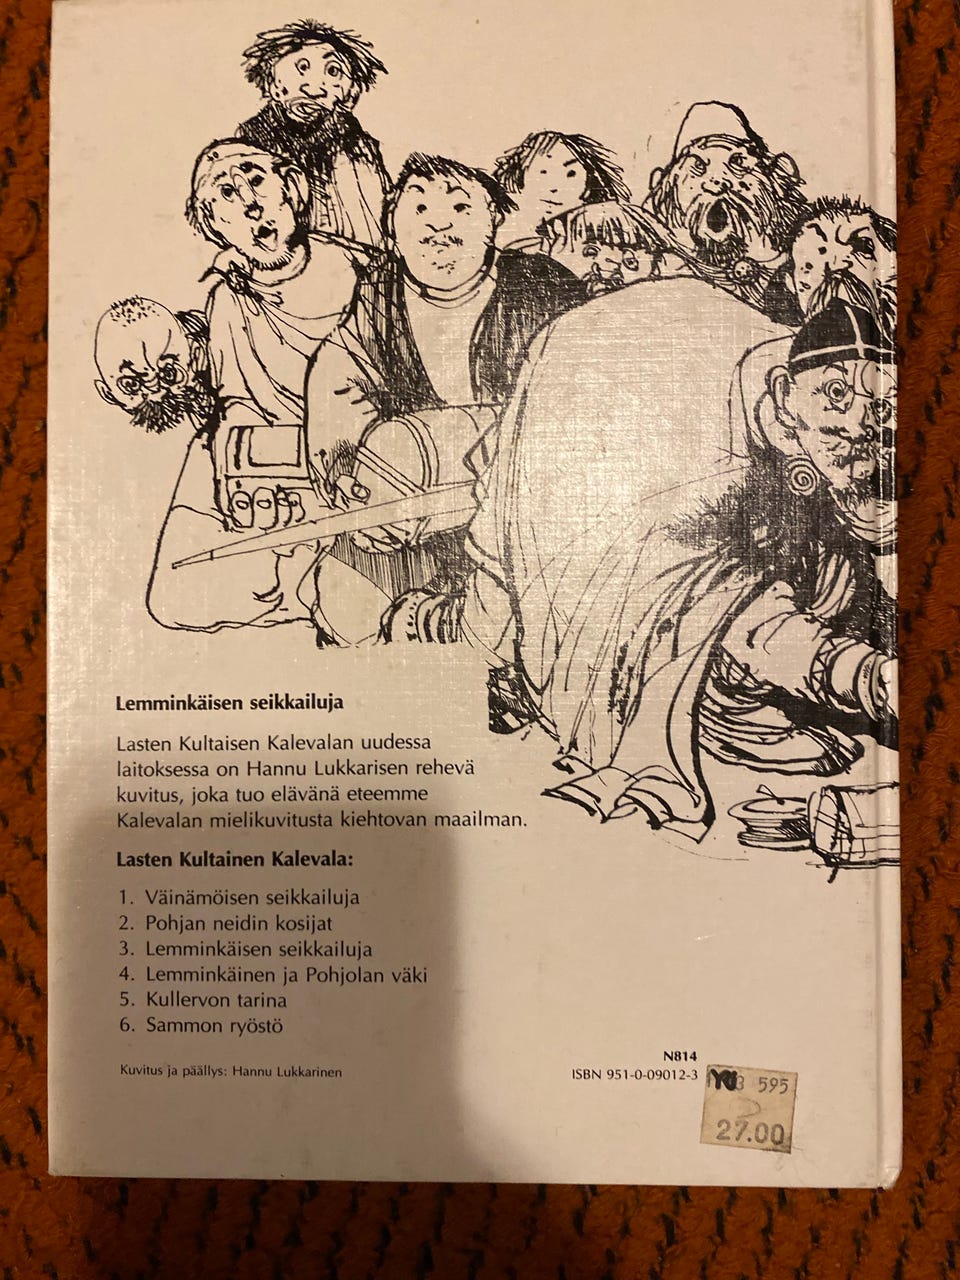 Lemminkäisen seikkailuja
Lasten Kultaisen Kalevalan uudessa
laitoksessa on Hannu Lukkarisen rehevä
kuvitus, joka tuo elävänä eteemme
Kalevalan mielikuvitusta kiehtovan maailman.
Lasten Kultainen Kalevala:
1. Väinämöisen seikkailuja
2. Pohjan neidin kosijat
3. Lemminkäisen seikkailuja
4. Lemminkäinen ja Pohjolan väki
5. Kullervon tarina
6. Sammon ryöstö
Kuvitus ja päällys: Hannu Lukkarinen
N814
ISBN 951-0-09012-3
595
27.00